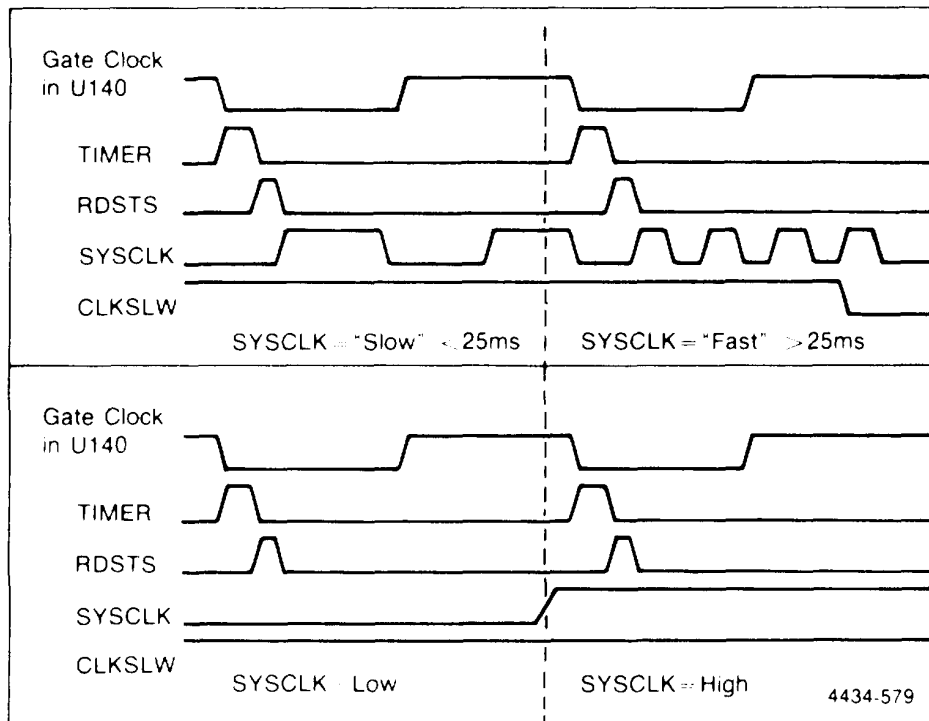 Gate Clock
in U140
TIMER
RDSTS
SYSCLK
CLKSLW
SYSCLK = "Slow" < 25ms
SYSCLK = "Fast" > 25ms
Gate Clock
in U140
TIMER
RDSTS
SYSCLK
CLKSLW
SYSCLK = Low
SYSCLK = High
4434-579